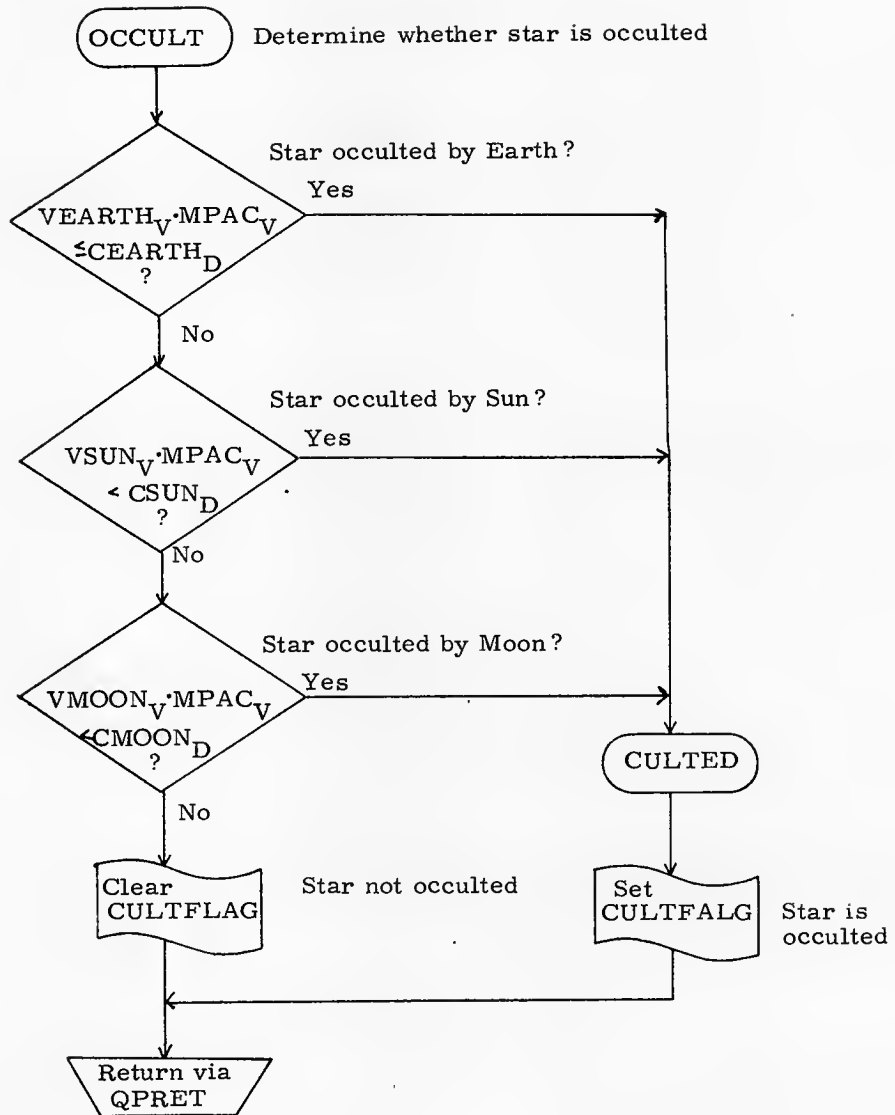 OCCULT
Determine whether star is occulted
Star occulted by Earth?
Yes
VEARTH_V·MPAC_V
≤CEARTH_D
?
No
Star occulted by Sun?
Yes
VSUN_V·MPAC_V
< CSUN_D
?
No
Star occulted by Moon?
Yes
VMOON_V·MPAC_V
CMOON_D
?
CULTED
No
Clear
CULTFLAG
Star not occulted
Set
CULTFALG
Star is
occulted
Return via
QPRET